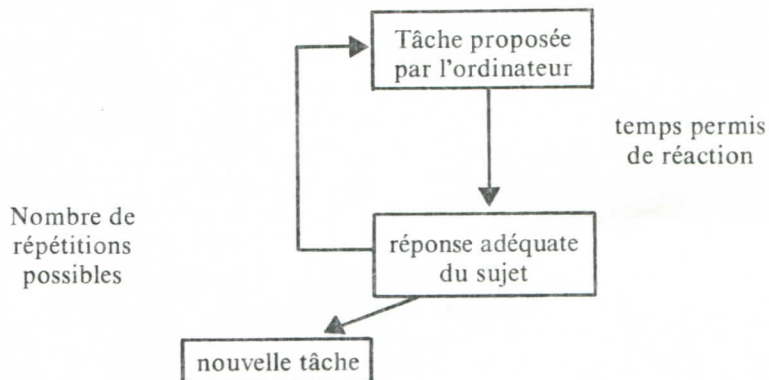 Tâche proposée
par l'ordinateur
temps permis
de réaction
Nombre de
répétitions
possibles
réponse adéquate
du sujet
nouvelle tâche